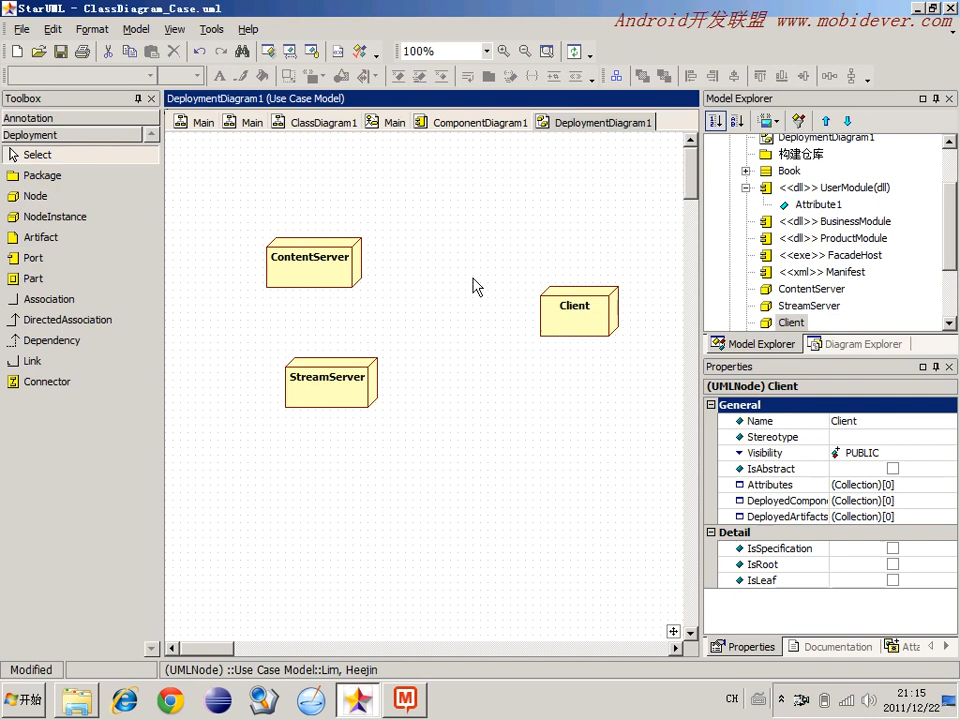 StarUML - ClassDiagram_Case.uml
Android开发联盟 www.mobidever.com
File Edit Format Model View Tools Help
100%
Toolbox
DeploymentDiagram1 (Use Case Model)
Model Explorer
Annotation
Deployment
Main
Main
ClassDiagram1
Main
ComponentDiagram1
DeploymentDiagram1
Select
Package
Node
NodeInstance
Artifact
Port
Part
Association
DirectedAssociation
Dependency
Link
Connector
ContentServer
Client
StreamServer
DeploymentDiagram1
构建仓库
Book
<<dll>> UserModule(dll)
Attribute1
<<dll>> BusinessModule
<<dll>> ProductModule
<<exe>> FacadeHost
<<xml>> Manifest
ContentServer
StreamServer
Client
Model Explorer
Diagram Explorer
Properties
(UMLNode) Client
General
Name Client
Stereotype
Visibility PUBLIC
IsAbstract
Attributes (Collection)[0]
DeployedCompon (Collection)[0]
DeployedArtifacts (Collection)[0]
Detail
IsSpecification
IsRoot
IsLeaf
Properties
Documentation
Atta
Modified
(UMLNode) ::Use Case Model::Lim, Heejin
开始
CH
21:15
2011/12/22